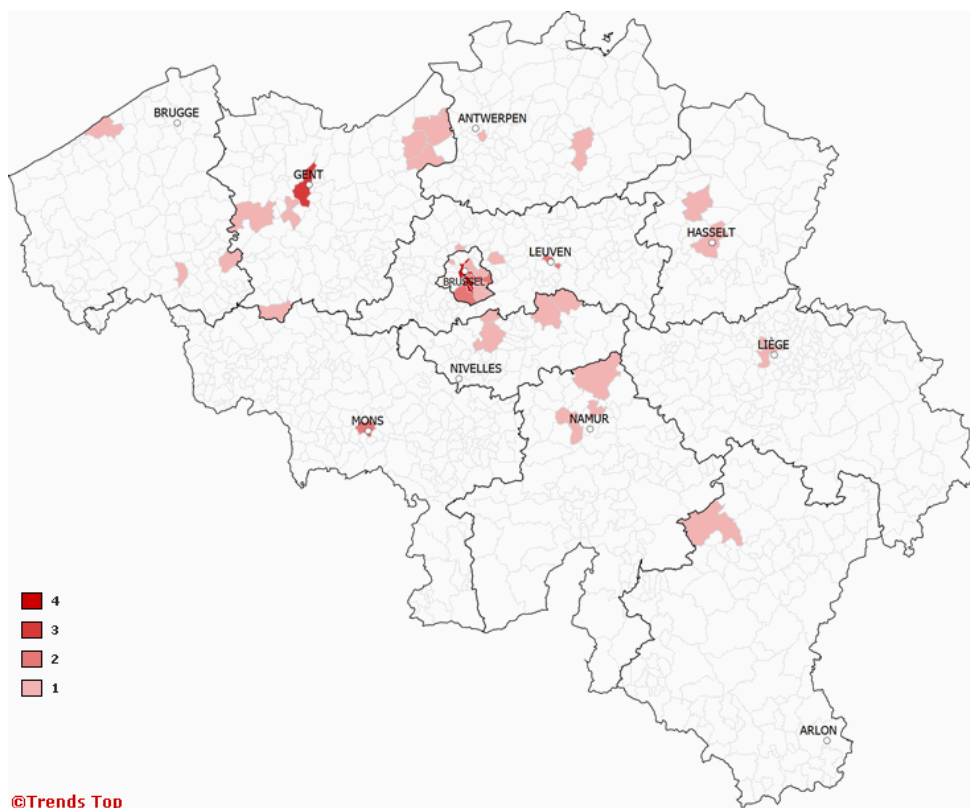 BRUGGE
ANTWERPEN
GENT
HASSELT
LEUVEN
BRUSSEL
LIÈGE
NIVELLES
MONS
NAMUR
4
3
2
1
ARLON
©Trends Top